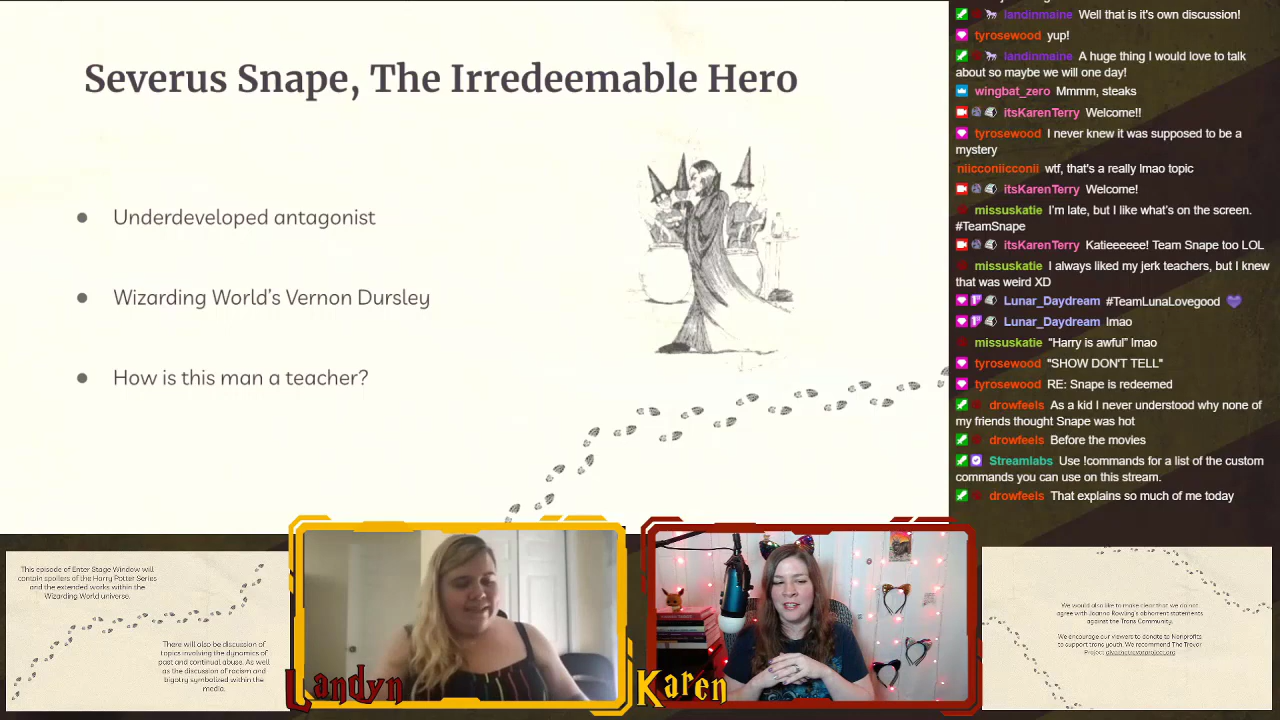 Severus Snape, The Irredeemable Hero
● Underdeveloped antagonist
● Wizarding World's Vernon Dursley
● How is this man a teacher?
landinmaine Well that is it's own discussion!
tyrosewood yup!
landinmaine A huge thing I would love to talk
about so maybe we will one day!
wingbat_zero Mmmm, steaks
itsKarenTerry Welcome!!
tyrosewood I never knew it was supposed to be a
mystery
niicconiicconii wtf, that's a really lmao topic
itsKarenTerry Welcome!
missuskatie I'm late, but I like what's on the screen.
#TeamSnape
itsKarenTerry Katieeeeee! Team Snape too LOL
missuskatie I always liked my jerk teachers, but I knew
that was weird XD
Lunar_Daydream #TeamLunaLovegood 💜
Lunar_Daydream lmao
missuskatie “Harry is awful” lmao
tyrosewood "SHOW DON'T TELL"
tyrosewood RE: Snape is redeemed
drowfeels As a kid I never understood why none of
my friends thought Snape was hot
drowfeels Before the movies
Streamlabs Use !commands for a list of the custom
commands you can use on this stream.
drowfeels That explains so much of me today
This episode of Enter Stage Window will
contain spoilers of the Harry Potter Series
and the extended works within the
Wizarding World universe.
There will also be discussion of
topics involving the dynamics of
past and continual abuse. As well
as the discussion of racism and
bigotry symbolized within the
media.
Landyn
Karen
We would also like to make clear that we do not
agree with Joanna Rowling's abhorrent statements
against the Trans Community.
We encourage our viewers to donate to Nonprofits
to support trans youth. We recommend The Trevor
Project